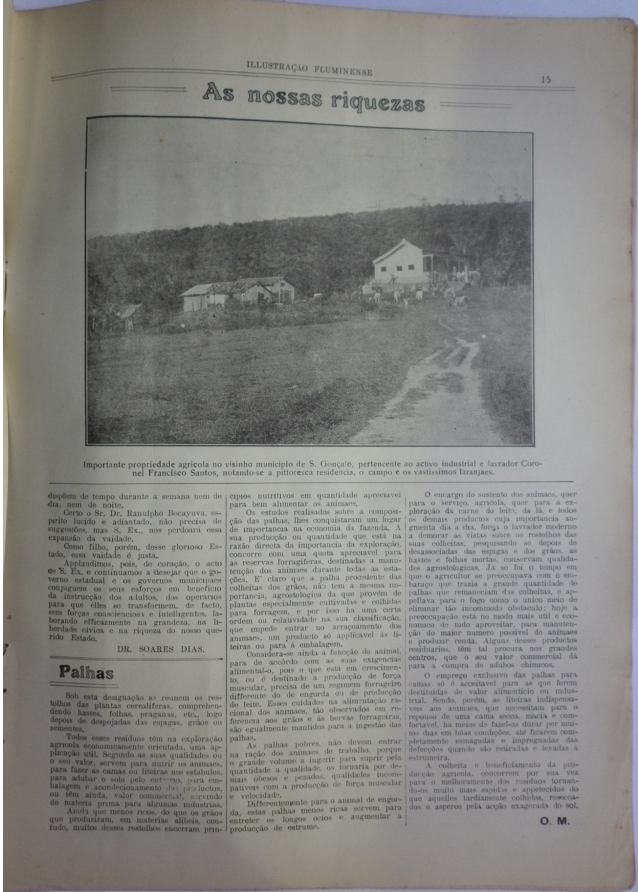 ILLUSTRAÇÃO FLUMINENSE
15
As nossas riquezas
Importante propriedade agricola no visinho municipio de S. Gonçalo, pertencente ao activo industrial e lavrador Coro-
nel Francisco Santos, notando-se a pittoresca residencia, o campo e os vastissimos laranjaes.
dispõem de tempo durante a semana nem de
dia, nem de noite.
Certo o Sr. Dr. Ranulpho Bocayuva, es-
pirito lucido e adiantado, não precisa de
suggestões, mas S. Ex., nos perdoará essa
expansão da vaidade.
Como filho, porém, desse glorioso Es-
tado, essa vaidade é justa.
Applaudimos, pois, de coração, o acto
de S. Ex., e continuamos a desejar que o go-
verno estadual e os governos municipaes
conjuguem os seus esforços em beneficio
da instrucção dos adultos, dos operarios
para que elles se transformem, de facto,
em forças conscienciosas e intelligentes, la-
borando efficazmente na grandeza, na li-
berdade civica e na riqueza do nosso que-
rido Estado.
DR. SOARES DIAS.
Palhas
Sob esta designação se reunem os res-
tolhos das plantas cerealiferas, comprehen-
dendo hastes, folhas, praganas, etc., logo
depois de despojadas das espigas, grãos ou
sementes.
Todos esses residuos têm na exploração
agricola economicamente orientada, uma ap-
plicação util. Segundo as suas qualidades ou
o seu valor, servem para nutrir os animaes,
para fazer as camas ou liteiras nos estabulos,
para adubar o solo pelo enterro, para em-
balagem e acondicionamento dos productos,
ou têm ainda, valor commercial, servindo
de materia prima para algumas industrias.
Ainda que menos ricos, do que os grãos
que produziram, em materias alibeis, com-
tudo, muitos desses restolhos encerram prin-
cipios nutritivos em quantidade apreciavel
para bem alimentar os animaes.
Os estudos realisados sobre a composi-
ção das palhas, lhes conquistaram um logar
de importancia na economia da fazenda. A
sua producção ou quantidade que está na
razão directa da importancia da exploração,
concorre com uma quota apreciavel para
as reservas forragiferas, destinadas a manu-
tenção dos animaes durante todas as esta-
ções. E' claro que a palha procedente das
colheitas dos grãos, não tem a mesma im-
portancia, agrostologica da que provém de
plantas especialmente cultivadas e colhidas
para forragem, e por isso ha uma certa
ordem ou relatividade na sua classificação,
que impede entrar no arraçoamento dos
animaes, um producto só applicavel ás li-
teiras ou para a embalagem.
Considera-se ainda a funcção do animal,
para de accôrdo com as suas exigencias
alimental-o, pois o que está em crescimen-
to, ou é destinado a producção de força
muscular, precisa de um regimen forrageiro
differente do de engorda ou de producção
de leite. Esses cuidados na alimentação ra-
cional dos animaes, tão observados em re-
ferencia aos grãos e ás hervas forrageiras,
são egualmente mantidos para a ingestão das
palhas.
As palhas pobres, não devem entrar
na ração dos animaes de trabalho, porque
o grande volume a ingerir para suprir pela
quantidade a qualidade, os tornaria por de-
mais obesos e pesados, qualidades incom-
pativeas com a producção de força muscular
e velocidade.
Differentemente para o animal de engor-
da, estas palhas menos ricas servem para
entreter os longos ocios e augmentar a
producção de estrume.
O encargo do sustento dos animaes, quer
para o serviço, agricola, quer para a ex-
ploração da carne do leite, da lã, e todos
os demais productos cuja importancia au-
gmenta dia a dia, força o lavrador moderno
a demorar as vistas sobre os restolhos das
suas colheitas, pesquisando se depois de
desassociadas das espigas e dos grãos, as
hastes e folhas mortas, conservam qualida-
des agrostologicas. Já se foi o tempo em
que o agricultor se preoccupava com o em-
baraço que trazia a grande quantidade de
palhas que remanesciam das colheitas, e ap-
pellava para o fogo como o unico meio de
eliminar tão incommodo obstaculo; hoje a
preoccupação está no modo mais util e eco-
nomico de tudo aproveitar, para manuten-
ção do maior numero possivel de animaes
e produzir renda. Alguns desses productos
residuarios, têm tal procura nos grandes
centros, que o seu valor commercial dá
para a compra de adubos chimicos.
O emprego exclusivo das palhas para
camas só é acceitavel para as que forem
destituidas de valor alimenticio ou indus-
trial. Sendo, porém, as liteiras indispensa-
veis aos animaes, que necessitam para o
repouso de uma cama secca, macia e con-
fortavel, ha meios de fazel-as durar por mui-
tos dias em bôas condições, até ficarem com-
pletamente esmagadas e impregnadas das
defecções quando são retiradas e levadas á
estrumeira.
A colheita e beneficiamento da pro-
ducção agricola, concorrem por sua vez
para o melhoramento dos residuos tornan-
do-os muito mais rapidos e appetecidos do
que aquelles tardiamente colhidos, reseca-
dos e asperos pela acção exagerada do sol.
O. M.